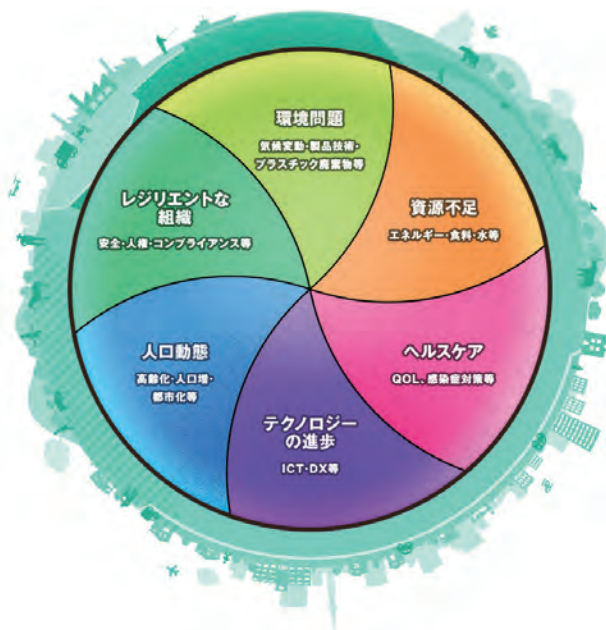 環境問題
気候変動・製品技術・
プラスチック廃棄物等
資源不足
エネルギー・食料・水等
ヘルスケア
QOL、感染症対策等
テクノロジー
の進歩
ICT・DX等
人口動態
高齢化・人口増・
都市化等
レジリエントな
組織
安全・人権・コンプライアンス等